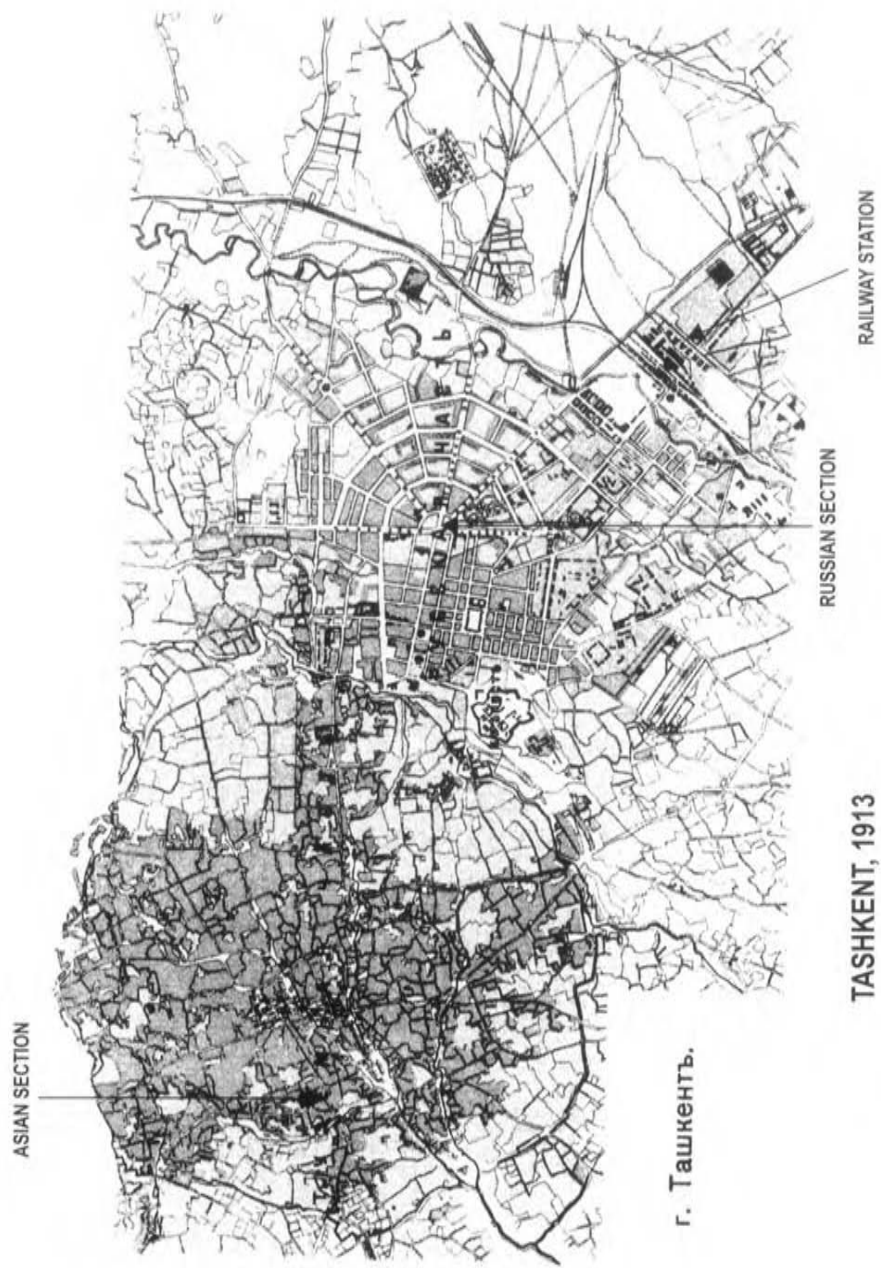 ASIAN SECTION
RUSSIAN SECTION
RAILWAY STATION
г. Ташкентъ.
TASHKENT, 1913